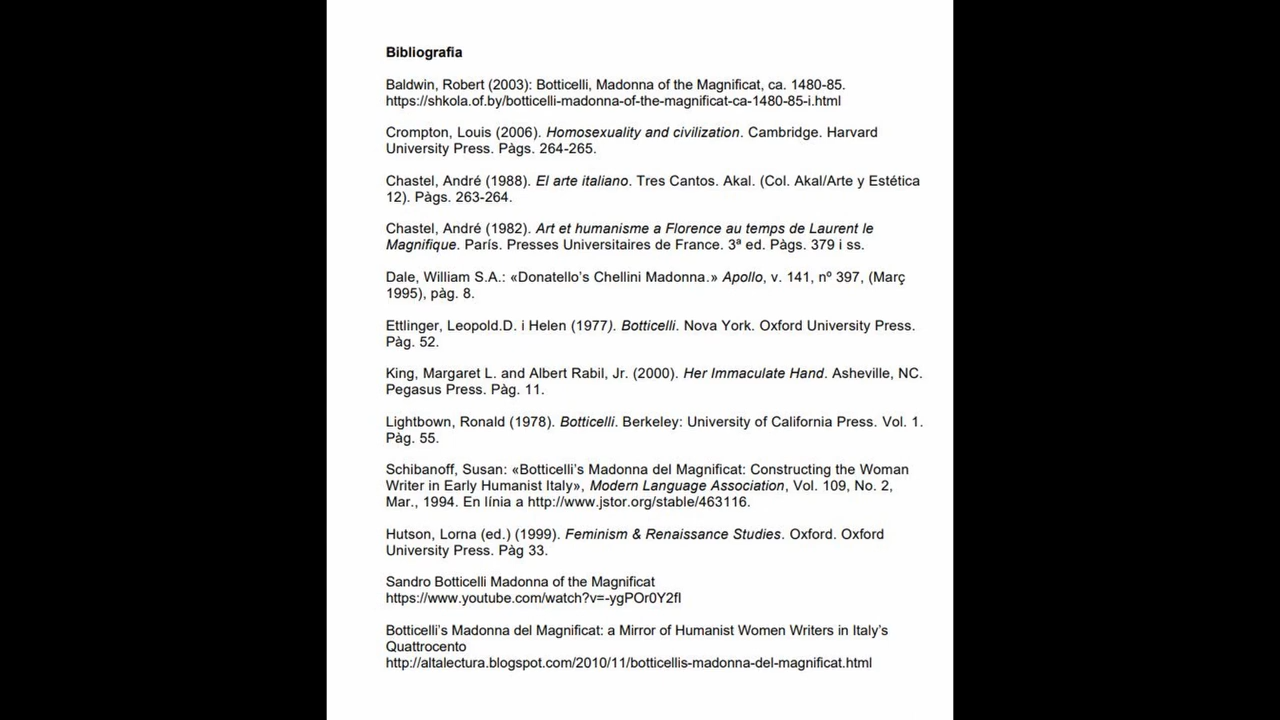 Bibliografia
Baldwin, Robert (2003): Botticelli, Madonna of the Magnificat, ca. 1480-85.
https://shkola.of.by/botticelli-madonna-of-the-magnificat-ca-1480-85-i.html
Crompton, Louis (2006). Homosexuality and civilization. Cambridge. Harvard
University Press. Pàgs. 264-265.
Chastel, André (1988). El arte italiano. Tres Cantos. Akal. (Col. Akal/Arte y Estética
12). Pàgs. 263-264.
Chastel, André (1982). Art et humanisme a Florence au temps de Laurent le
Magnifique. París. Presses Universitaires de France. 3ª ed. Pàgs. 379 i ss.
Dale, William S.A.: «Donatello's Chellini Madonna.» Apollo, v. 141, nº 397, (Març
1995), pàg. 8.
Ettlinger, Leopold.D. i Helen (1977). Botticelli. Nova York. Oxford University Press.
Pàg. 52.
King, Margaret L. and Albert Rabil, Jr. (2000). Her Immaculate Hand. Asheville, NC.
Pegasus Press. Pàg. 11.
Lightbown, Ronald (1978). Botticelli. Berkeley: University of California Press. Vol. 1.
Pàg. 55.
Schibanoff, Susan: «Botticelli's Madonna del Magnificat: Constructing the Woman
Writer in Early Humanist Italy», Modern Language Association, Vol. 109, No. 2,
Mar., 1994. En línia a http://www.jstor.org/stable/463116.
Hutson, Lorna (ed.) (1999). Feminism & Renaissance Studies. Oxford. Oxford
University Press. Pàg 33.
Sandro Botticelli Madonna of the Magnificat
https://www.youtube.com/watch?v=-ygPOr0Y2fI
Botticelli's Madonna del Magnificat: a Mirror of Humanist Women Writers in Italy's
Quattrocento
http://altalectura.blogspot.com/2010/11/botticellis-madonna-del-magnificat.html